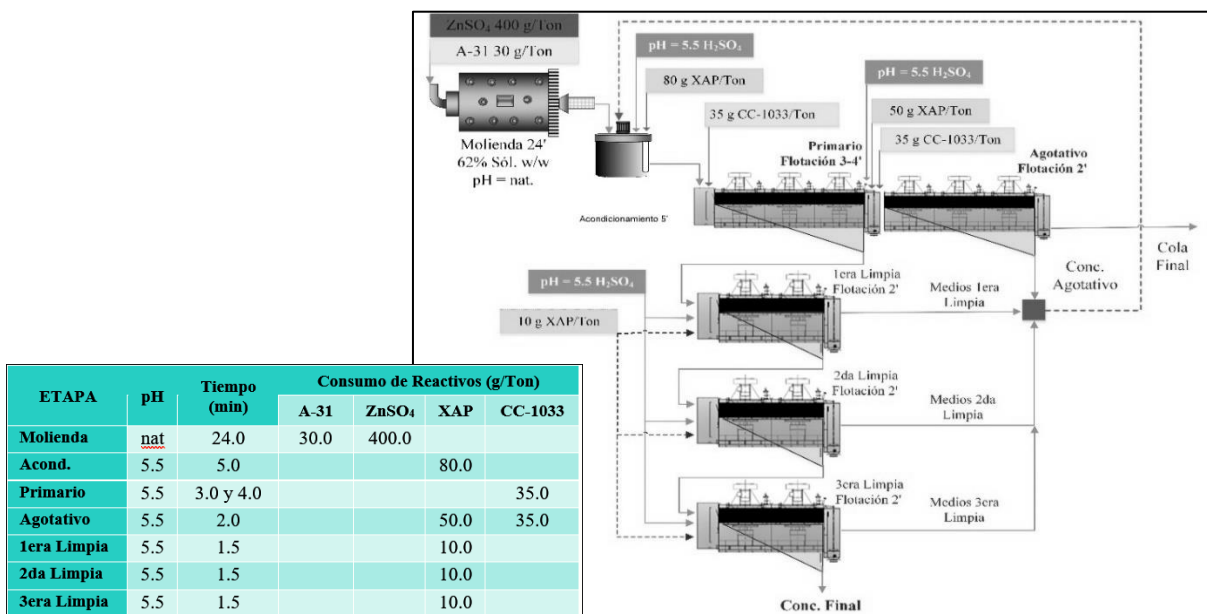 ZnSO₄ 400 g/Ton
A-31 30 g/Ton
Molienda 24'
62% Sól. w/w
pH = nat.
pH = 5.5 H₂SO₄
80 g XAP/Ton
35 g CC-1033/Ton
Acondicionamiento 5'
Primario
Flotación 3-4'
pH = 5.5 H₂SO₄
50 g XAP/Ton
35 g CC-1033/Ton
Agotativo
Flotación 2'
Cola
Final
Conc.
Agotativo
pH = 5.5 H₂SO₄
10 g XAP/Ton
1era Limpia
Flotación 2'
Medios 1era
Limpia
2da Limpia
Flotación 2'
Medios 2da
Limpia
3era Limpia
Flotación 2'
Medios 3era
Limpia
Conc. Final
ETAPA pH Tiempo (min) Consumo de Reactivos (g/Ton)
A-31 ZnSO₄ XAP CC-1033
Molienda nat 24.0 30.0 400.0
Acond. 5.5 5.0 80.0
Primario 5.5 3.0 y 4.0 35.0
Agotativo 5.5 2.0 50.0 35.0
1era Limpia 5.5 1.5 10.0
2da Limpia 5.5 1.5 10.0
3era Limpia 5.5 1.5 10.0